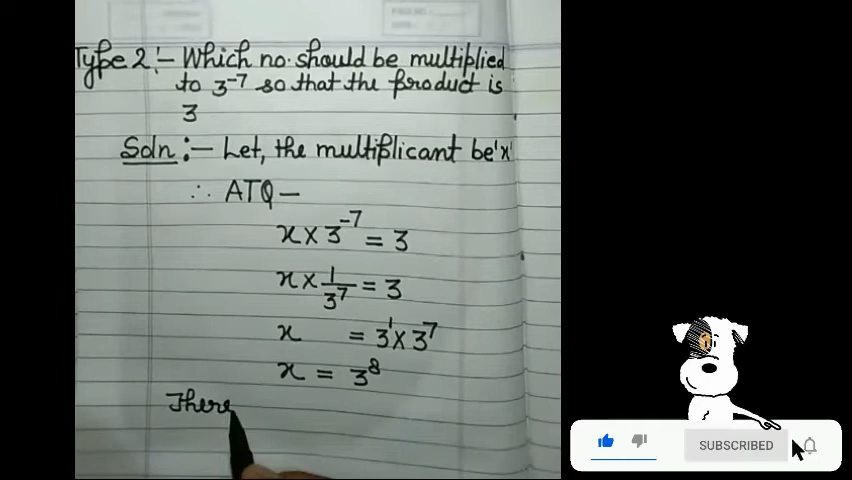 Type 2:- Which no. should be multiplied
to 3⁻⁷ so that the product is
3
Soln :- Let, the multiplicant be 'x'
∴ ATQ -
x × 3⁻⁷ = 3
x × 1/3⁷ = 3
x = 3¹ × 3⁷
x = 3⁸
There
SUBSCRIBED